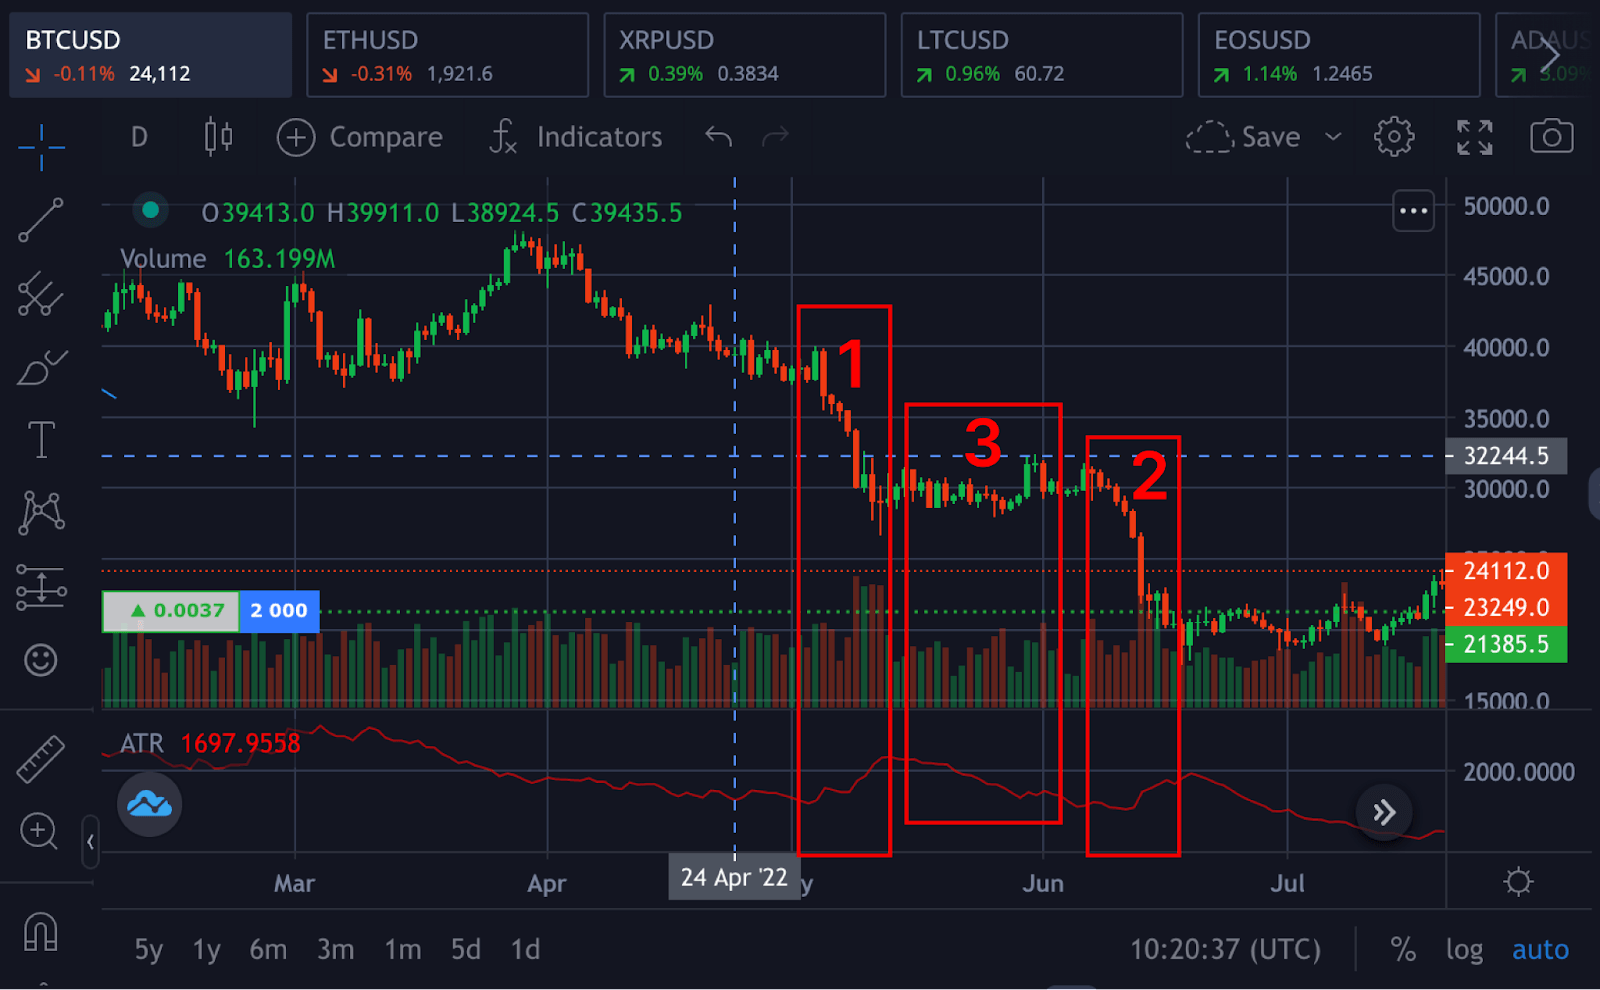 BTCUSD
-0.11% 24,112
ETHUSD
-0.31% 1,921.6
XRPUSD
0.39% 0.3834
LTCUSD
0.96% 60.72
EOSUSD
1.14% 1.2465
ADAUS
3.09%
D Compare Indicators Save
O39413.0 H39911.0 L38924.5 C39435.5
Volume 163.199M
50000.0
45000.0
40000.0
35000.0
32244.5
30000.0
24112.0
23249.0
21385.5
15000.0
1
3
2
0.0037 2 000
ATR 1697.9558
2000.0000
Mar Apr 24 Apr '22 y Jun Jul
5y 1y 6m 3m 1m 5d 1d 10:20:37 (UTC) % log auto